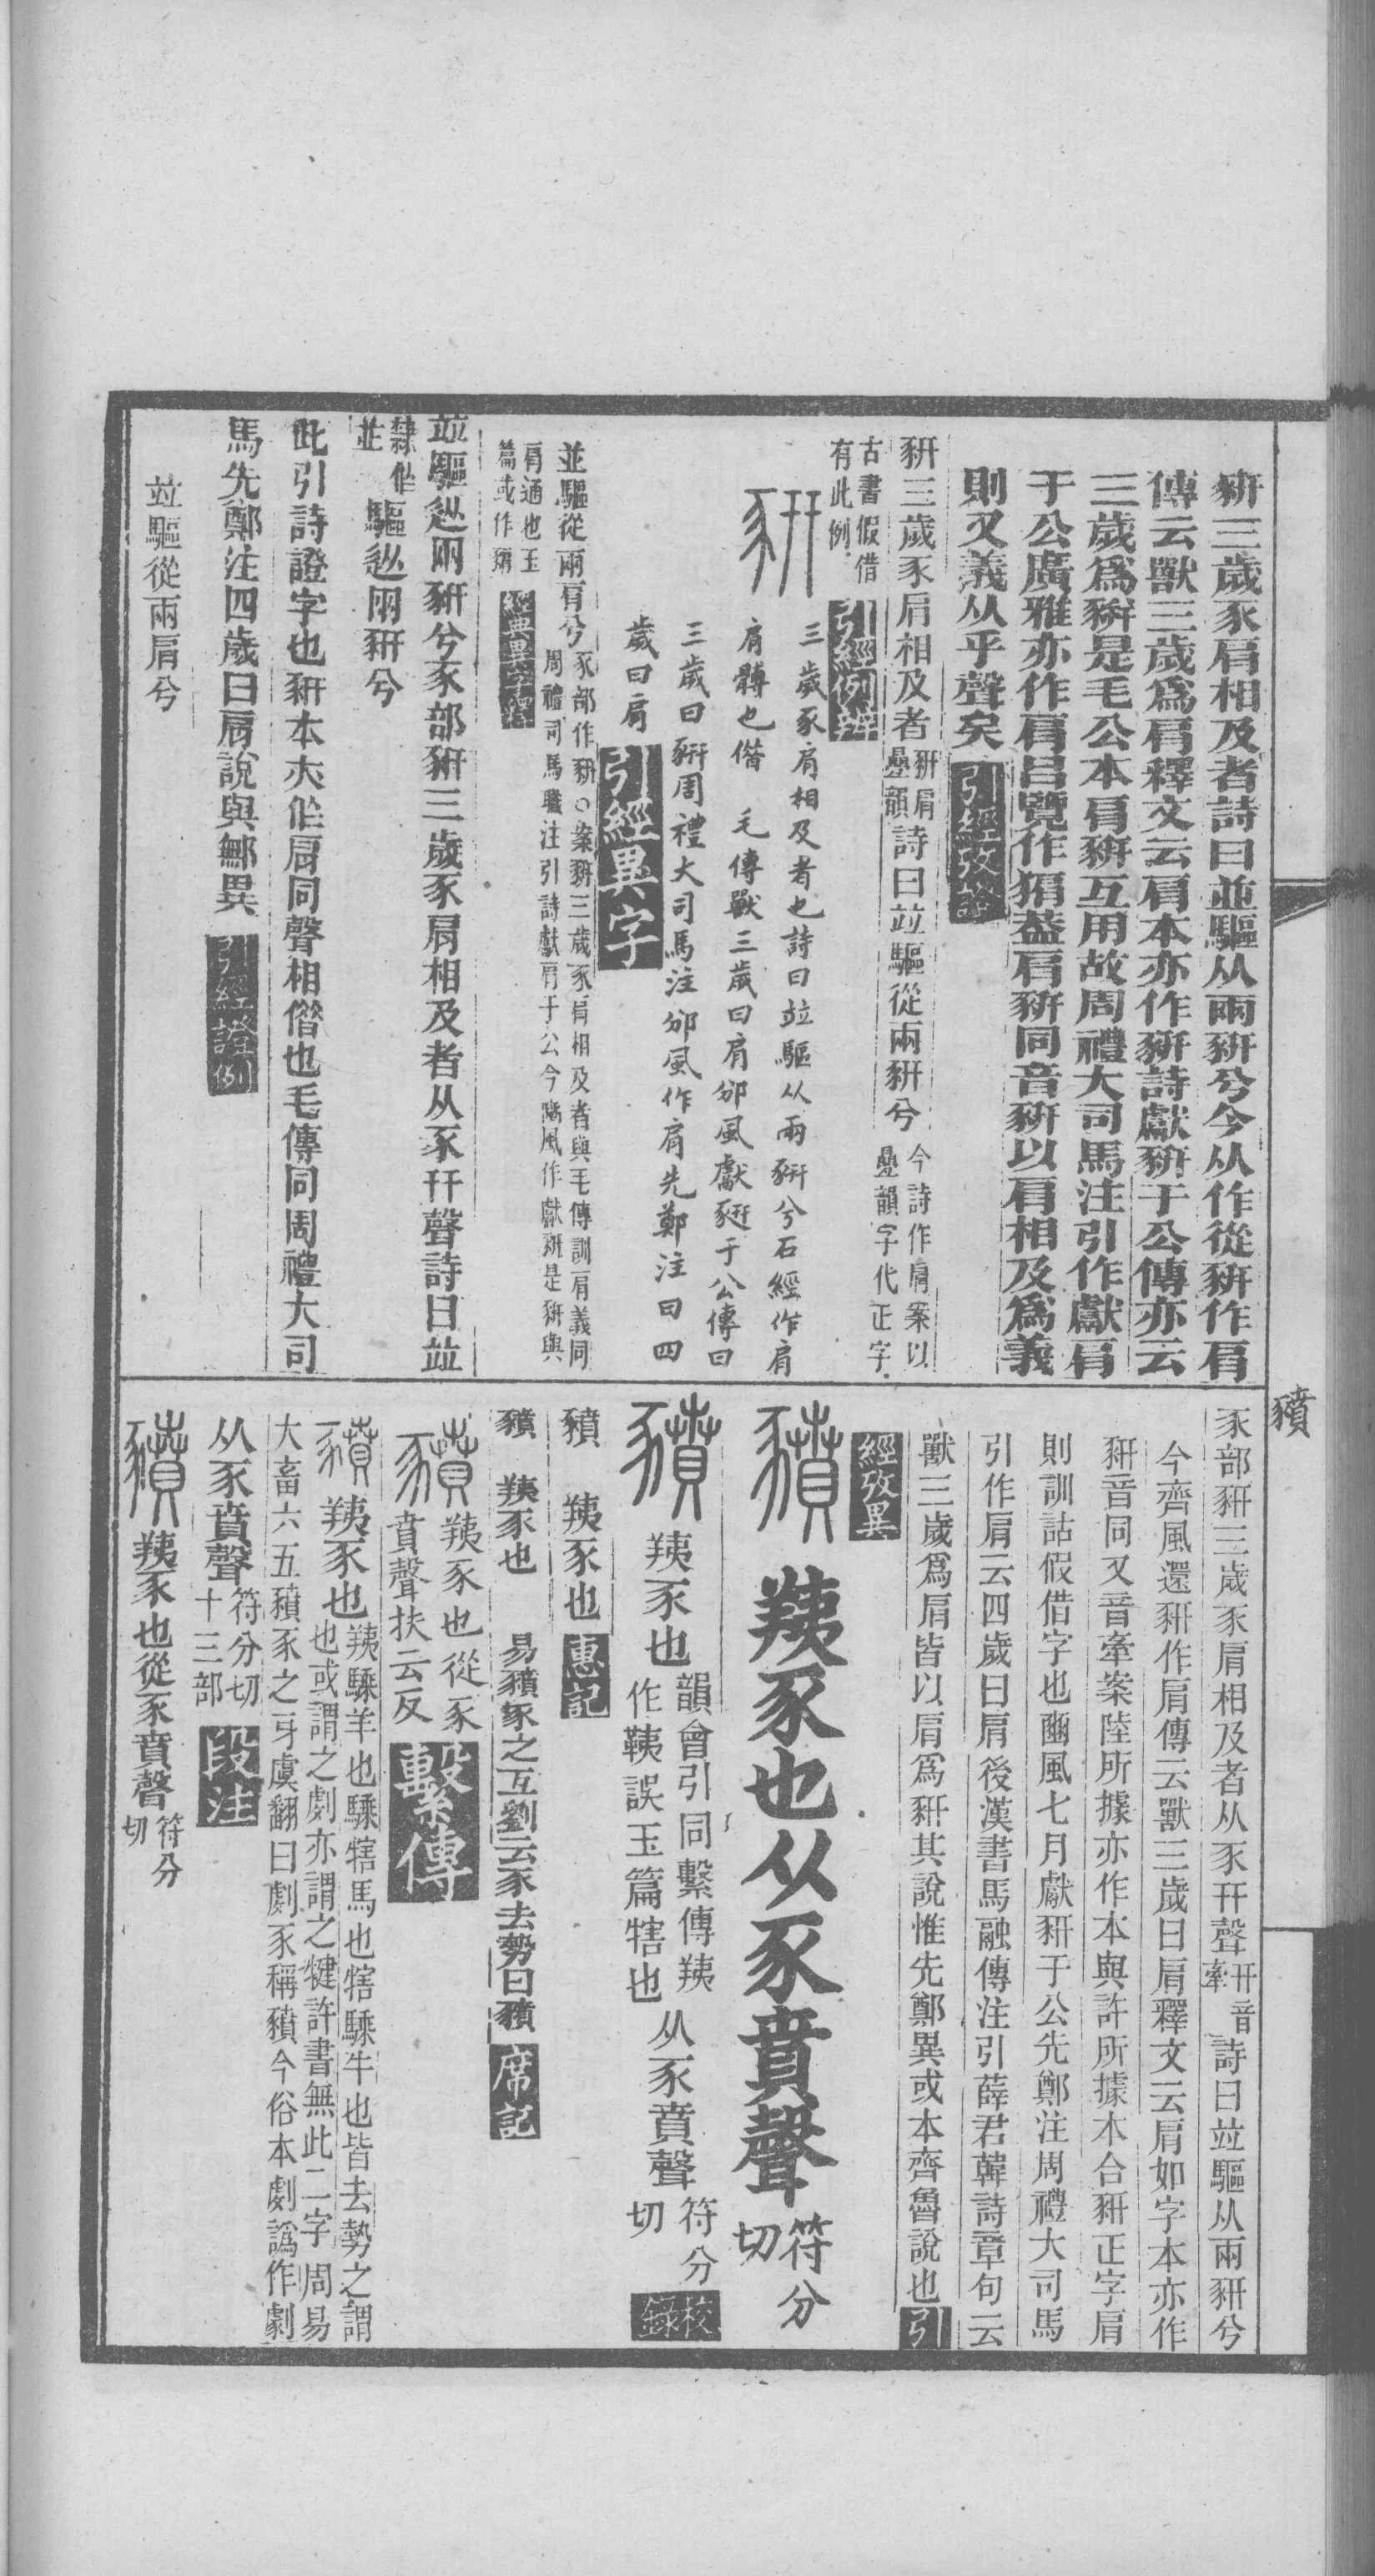 豜三歲豕肩相及者詩曰並驅从兩豜兮今从作從豜作肩
傳云獸三歲爲肩釋文云肩本亦作豜詩獻豜于公傳亦云
三歲爲豜是毛公本肩豜互用故周禮大司馬注引作獻肩
于公廣雅亦作肩呂覽作豣葢肩豜同音豜以肩相及爲義
則又義从乎聲矣 引經攷證
豜三歲豕肩相及者豜肩疊韻詩曰竝驅從兩豜兮今詩作肩案以疊韻字代正字
古書假借有此例 引經例辨
豜 三歲豕肩相及者也詩曰竝驅从兩豜兮石經作肩
肩髆也偺 毛傳獸三歲曰肩邠風獻豜于公傳曰
三歲曰豜周禮大司馬注邠風作肩先鄭注曰四
歲曰肩 引經異字
並驅從兩肩兮豕部作豜○案豜三歲豕肩相及者與毛傳訓肩義同
周禮司馬職注引詩獻肩于公今豳風作獻豜是豜與
肩通也玉篇或作豣
竝驅从兩豜兮豕部豜三歲豕肩相及者从豕幵聲詩曰竝
隸作並驅从兩豜兮
此引詩證字也豜本夾作肩同聲相偺也毛傳同周禮大司
馬先鄭注四歲曰肩說與鄦異 引經證例
竝驅從兩肩兮
豶
豕部豜三歲豕肩相及者从豕幵聲幵音牽詩曰竝驅从兩豜兮
今齊風還豜作肩傳云獸三歲曰肩釋文云肩如字本亦作
豜音同又音牽案陸所據亦作本與許所據本合豜正字肩
則訓詁假借字也豳風七月獻豜于公先鄭注周禮大司馬
引作肩云四歲曰肩後漢書馬融傳注引薛君韓詩章句云
獸三歲爲肩皆以肩爲豜其說惟先鄭異或本齊魯說也 引
經攷異
豶 羠豕也从豕賁聲符分切
豶 羠豕也韻會引同繫傳羠作䩟誤玉篇犗也从豕賁聲符分切 校錄
豶 羠豕也 惠記
豶 羠豕也 易豶豕之互劉云豕去勢曰豶 席記
豶 羠豕也從豕賁聲扶云反 繫傳
豶 羠豕也羠騬羊也騬犗馬也犗騬牛也皆去勢之謂
也或謂之劇亦謂之犍許書無此二字周易
大畜六五豶豕之牙虞翻曰劇豕稱豶今俗本劇譌作劇
从豕賁聲符分切十三部 段注
豶 羠豕也從豕賁聲符分切